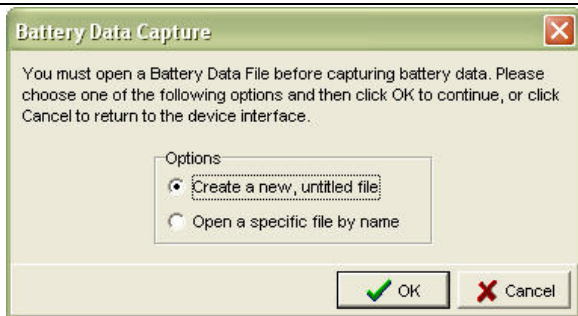 Battery Data Capture
You must open a Battery Data File before capturing battery data. Please
choose one of the following options and then click OK to continue, or click
Cancel to return to the device interface.
Options
Create a new, untitled file
Open a specific file by name
OK
Cancel